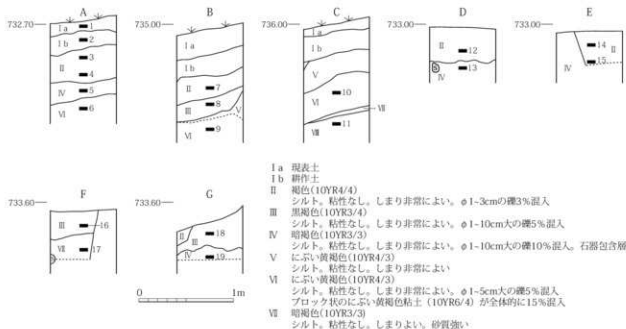 A
B
C
D
E
732.70
735.00
736.00
733.00
733.00
Ⅰa
1
Ⅰb
2
3
Ⅱ
4
Ⅳ
5
Ⅵ
6
Ⅰa
Ⅰb
Ⅱ
7
Ⅲ
8
Ⅴ
Ⅵ
9
Ⅰa
Ⅰb
Ⅴ
Ⅵ
10
Ⅶ
Ⅷ
11
Ⅱ
12
13
Ⅳ
14
Ⅱ
15
Ⅳ
F
G
733.60
733.60
Ⅲ
16
Ⅶ
17
Ⅱ
18
Ⅲ
Ⅳ
19
0
1m
Ⅰa 現表土
Ⅰb 耕作土
Ⅱ 褐色(10YR4/4)
シルト。粘性なし。しまり非常によい。φ1~3cmの礫3%混入
Ⅲ 黒褐色(10YR3/4)
シルト。粘性なし。しまり非常によい。φ1~10cm大の礫5%混入
Ⅳ 暗褐色(10YR3/3)
シルト。粘性なし。しまり非常によい。φ1~10cm大の礫10%混入。石器包含層
Ⅴ にぶい黄褐色(10YR4/3)
シルト。粘性なし。しまり非常によい
Ⅵ にぶい黄褐色(10YR4/3)
シルト。粘性なし。しまり非常によい。φ1~5cm大の礫5%混入
ブロック状のにぶい黄褐色粘土（10YR6/4）が全体的に15%混入
Ⅶ 暗褐色(10YR3/3)
シルト。粘性なし。しまりよい。砂質強い